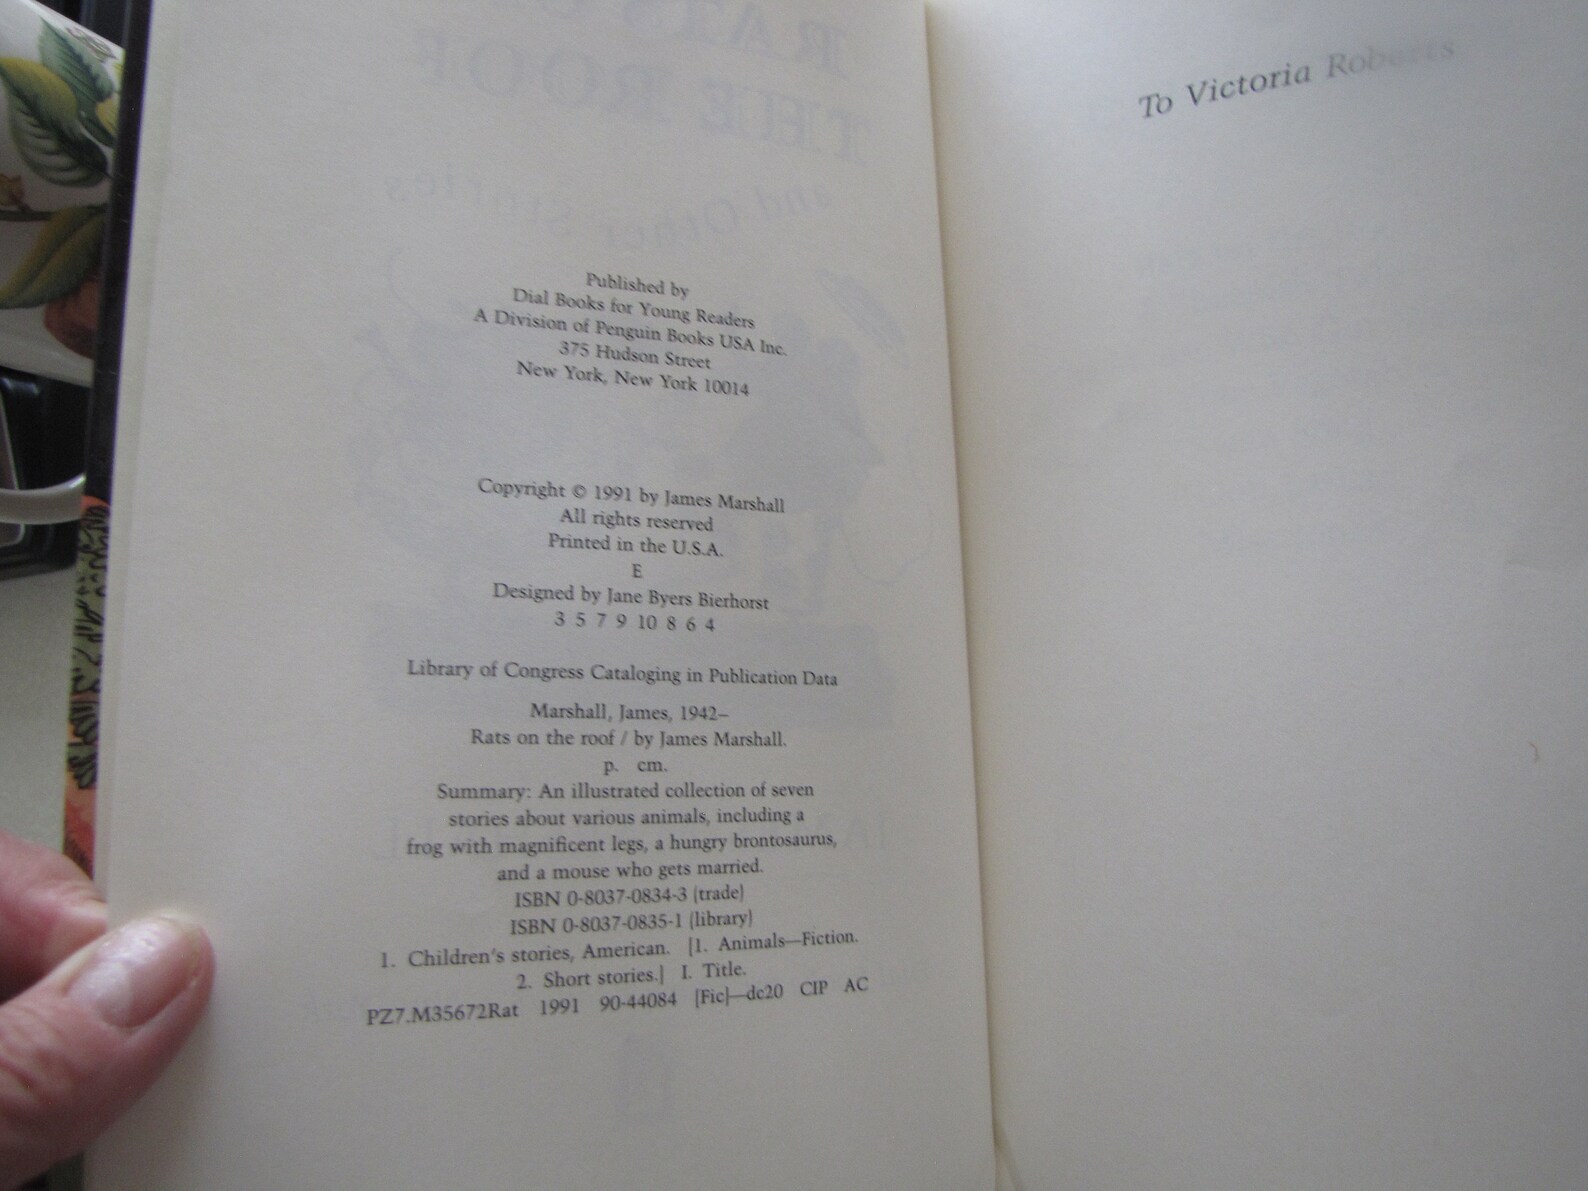 Published by
Dial Books for Young Readers
A Division of Penguin Books USA Inc.
375 Hudson Street
New York, New York 10014
Copyright © 1991 by James Marshall
All rights reserved
Printed in the U.S.A.
E
Designed by Jane Byers Bierhorst
3 5 7 9 10 8 6 4
Library of Congress Cataloging in Publication Data
Marshall, James, 1942–
Rats on the roof / by James Marshall.
p. cm.
Summary: An illustrated collection of seven
stories about various animals, including a
frog with magnificent legs, a hungry brontosaurus,
and a mouse who gets married.
ISBN 0-8037-0834-3 (trade)
ISBN 0-8037-0835-1 (library)
1. Children's stories, American. [1. Animals—Fiction.
2. Short stories.] I. Title.
PZ7.M35672Rat 1991 90-44084 [Fic]—dc20 CIP AC
To Victoria Roberts